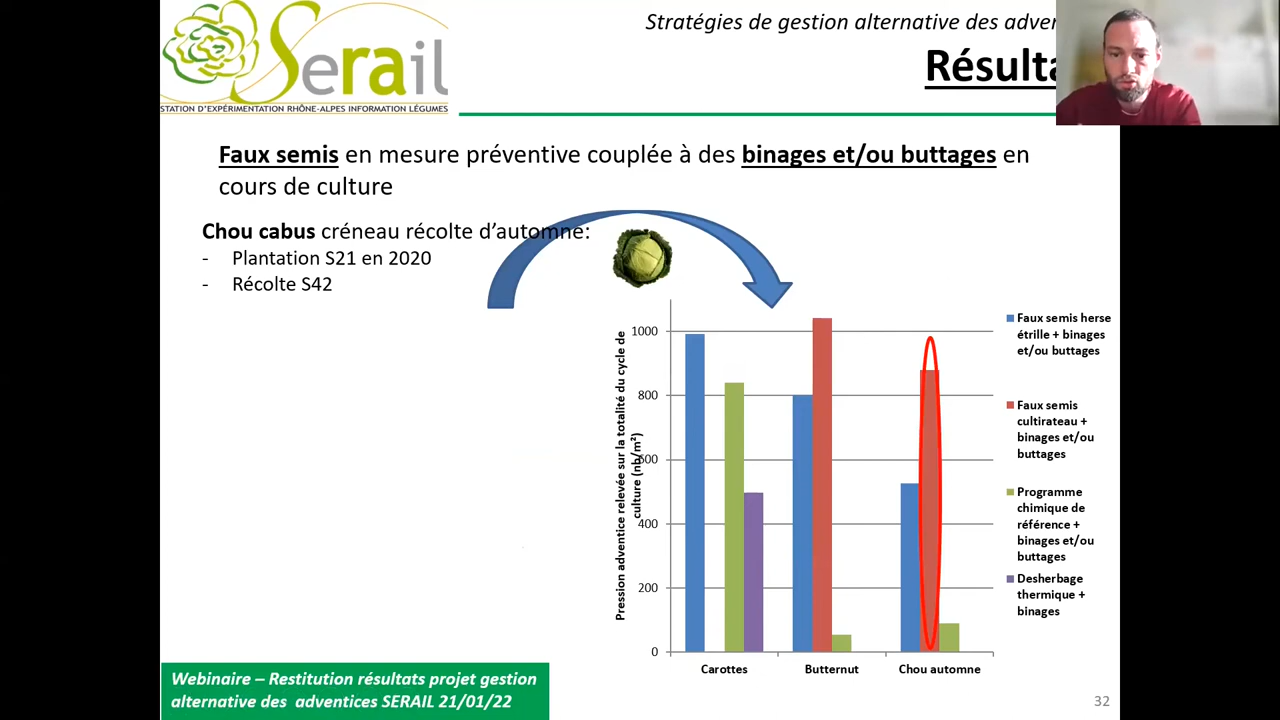 Serail
STATION D'EXPÉRIMENTATION RHÔNE-ALPES INFORMATION LÉGUMES
Stratégies de gestion alternative des adven
Résulta
Faux semis en mesure préventive couplée à des binages et/ou buttages en
cours de culture
Chou cabus créneau récolte d'automne:
- Plantation S21 en 2020
- Récolte S42
Pression adventice relevée sur la totalité du cycle de
culture (nb/m²)
1000
800
600
400
200
0
Carottes
Butternut
Chou automne
Faux semis herse
étrille + binages
et/ou buttages
Faux semis
cultirateau +
binages et/ou
buttages
Programme
chimique de
référence +
binages et/ou
buttages
Desherbage
thermique +
binages
Webinaire – Restitution résultats projet gestion
alternative des adventices SERAIL 21/01/22
32